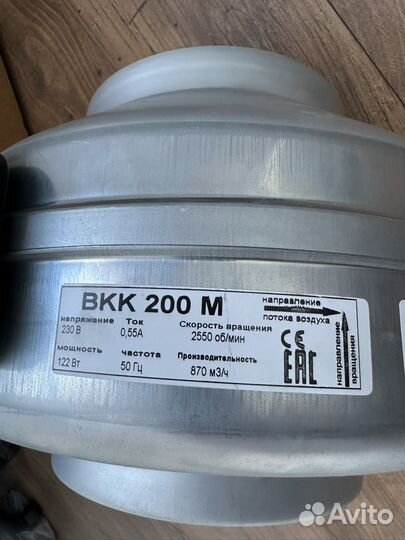 ВКК 200 М
направление
потока воздуха
напряжение Ток Скорость вращения
230 В 0,55А 2550 об/мин
мощность частота Производительность
122 Вт 50 Гц 870 м3/ч
CE
EAC
направление
вращения
Avito